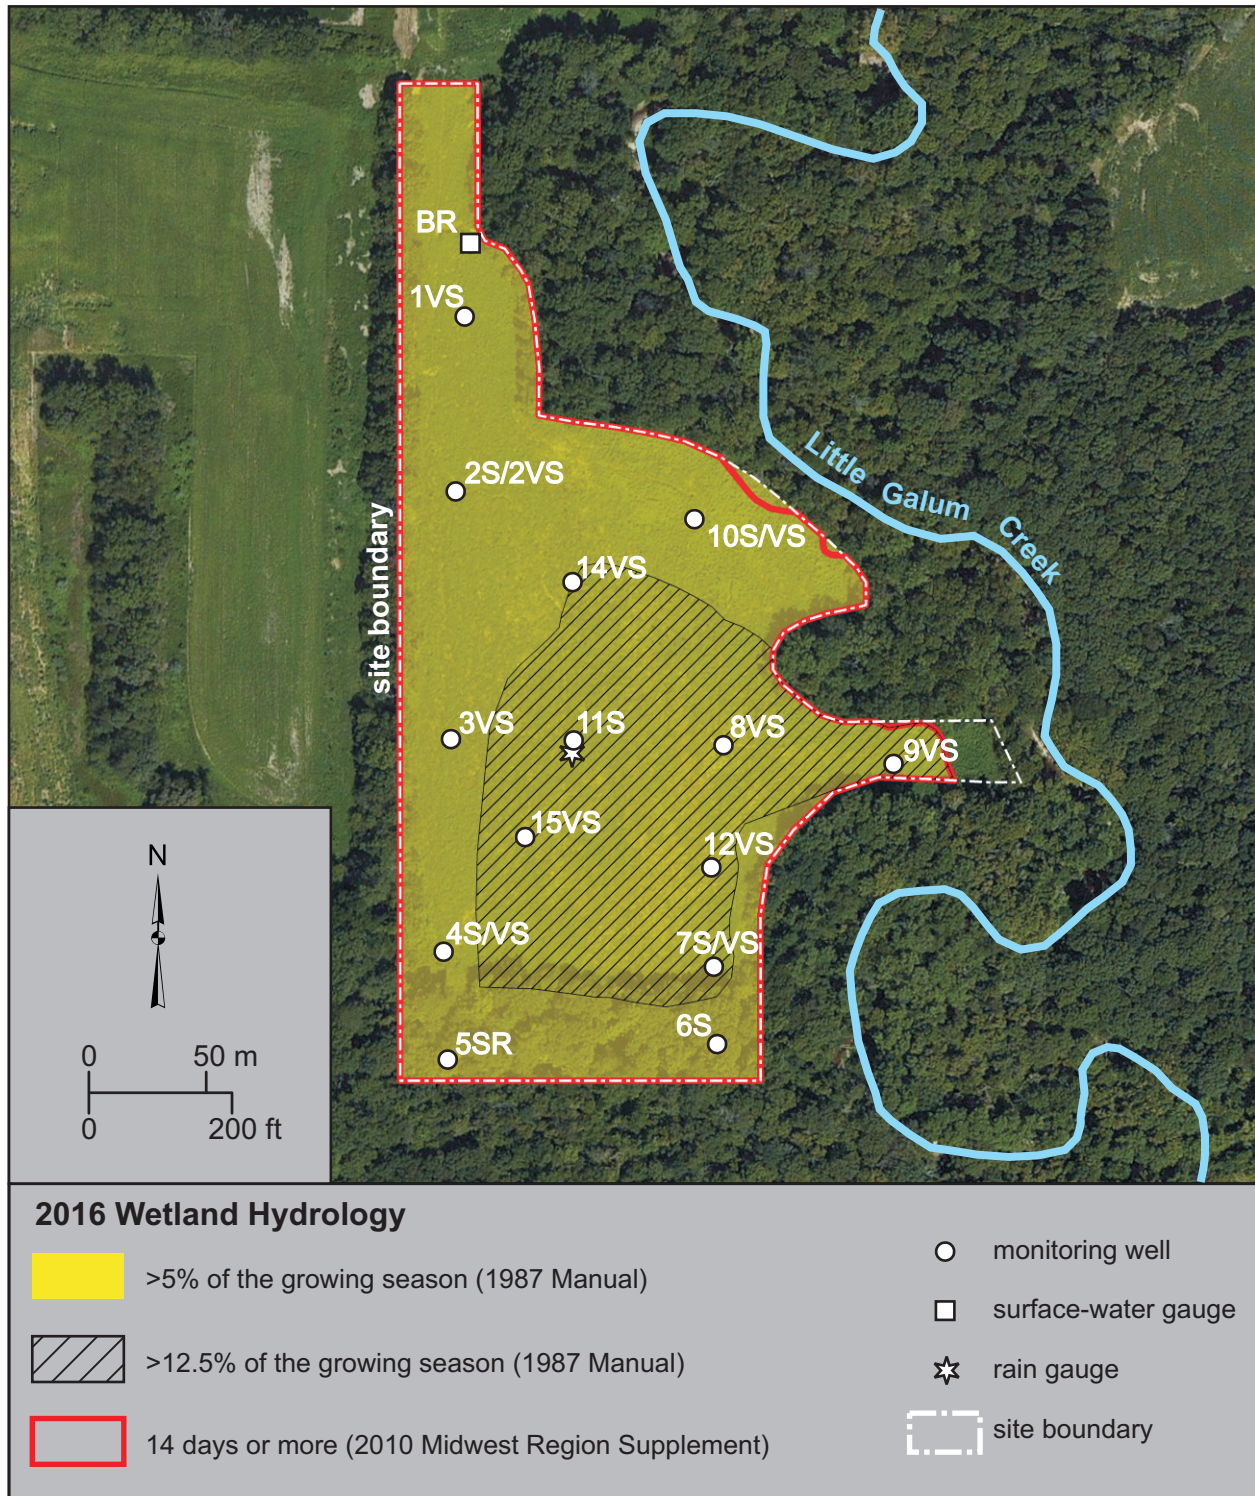 BR
1VS
2S/2VS
Little Galum Creek
10S/VS
14VS
site boundary
3VS
11S
8VS
9VS
15VS
12VS
4S/VS
7S/VS
6S
5SR
N
0 50 m
0 200 ft
2016 Wetland Hydrology
>5% of the growing season (1987 Manual)
>12.5% of the growing season (1987 Manual)
14 days or more (2010 Midwest Region Supplement)
monitoring well
surface-water gauge
rain gauge
site boundary